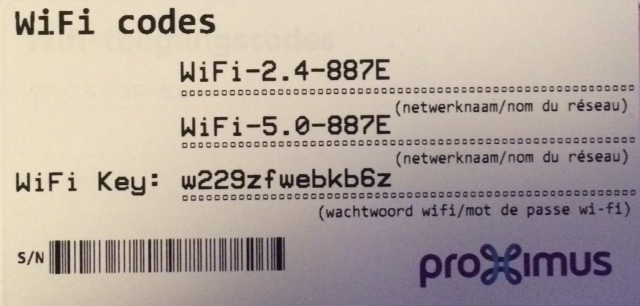 WiFi codes
WiFi-2.4-887E
(netwerknaam/nom du réseau)
WiFi-5.0-887E
(netwerknaam/nom du réseau)
WiFi Key: w229zfwebkb6z
(wachtwoord wifi/mot de passe wi-fi)
S/N
proximus